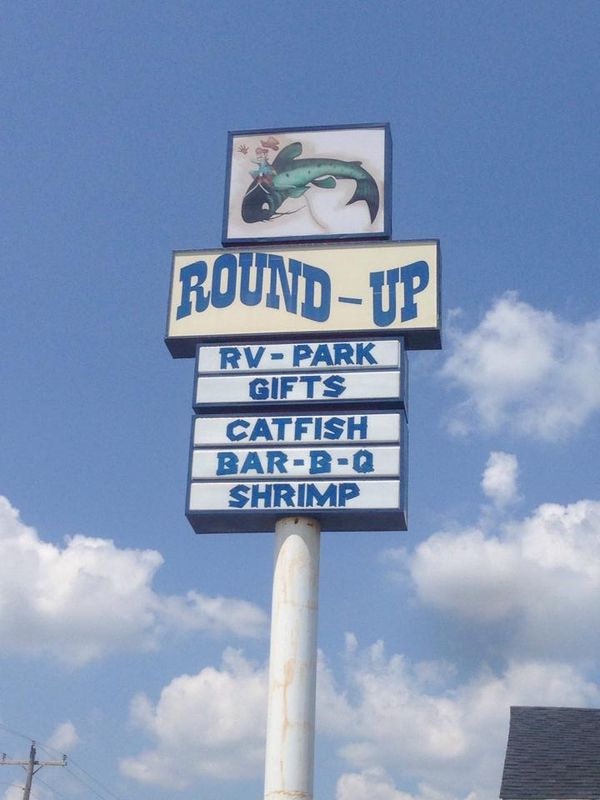 ROUND-UP
RV-PARK
GIFTS
CATFISH
BAR-B-Q
SHRIMP